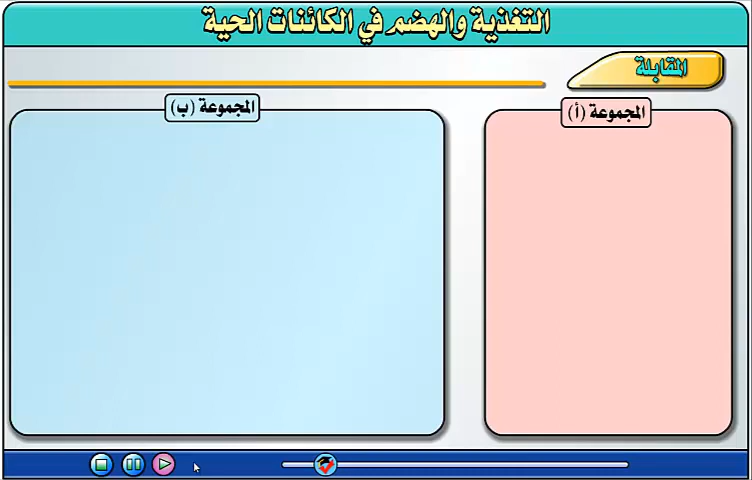 التغذية والهضم في الكائنات الحية
المقابلة
المجموعة (أ)
المجموعة (ب)